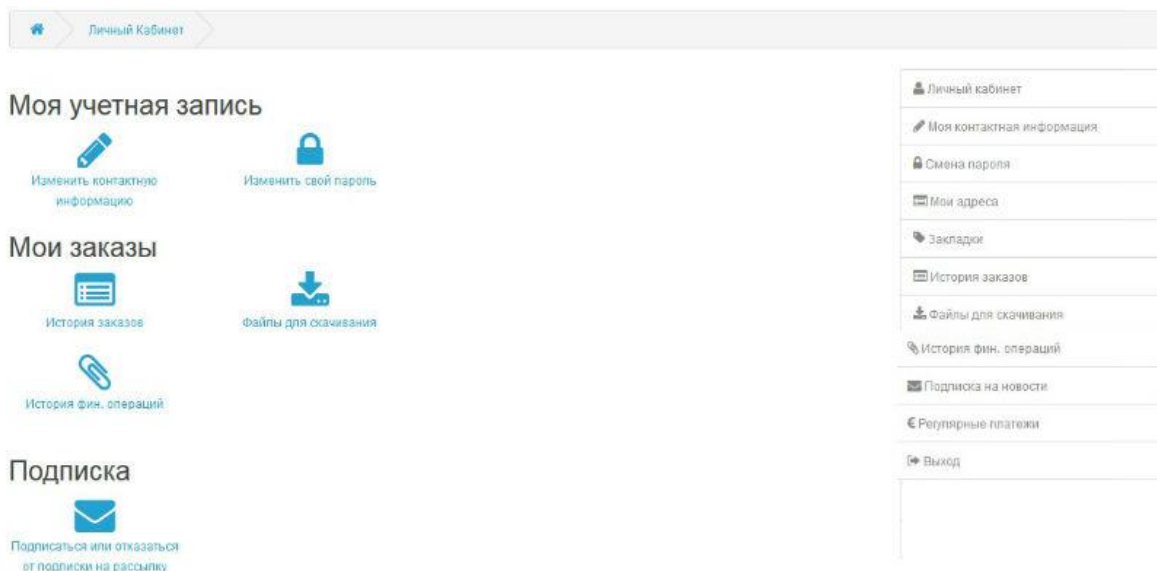 Личный Кабинет
Моя учетная запись
Изменить контактную
информацию
Изменить свой пароль
Мои заказы
История заказов
Файлы для скачивания
История фин. операций
Подписка
Подписаться или отказаться
от подписки на рассылку
Личный кабинет
Моя контактная информация
Смена пароля
Мои адреса
Закладки
История заказов
Файлы для скачивания
История фин. операций
Подписка на новости
Регулярные платежи
Выход